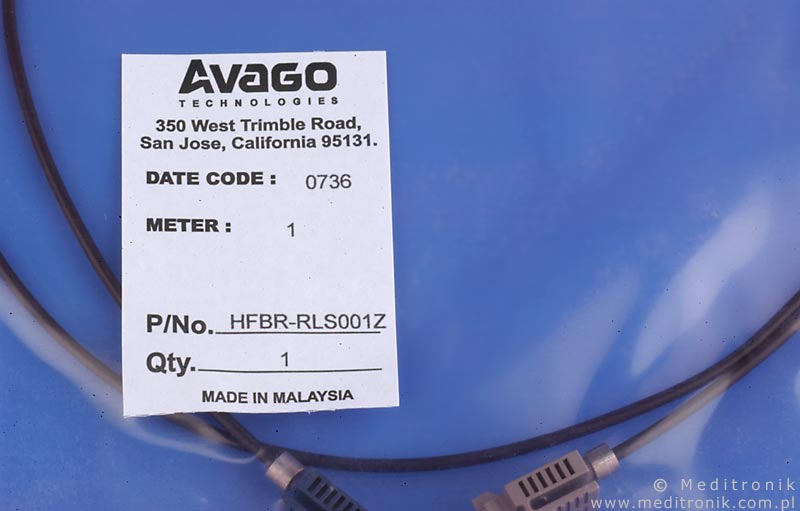 AVAGO
TECHNOLOGIES
350 West Trimble Road,
San Jose, California 95131.
DATE CODE : 0736
METER : 1
P/No. HFBR-RLS001Z
Qty. 1
MADE IN MALAYSIA
© Meditronik
www.meditronik.com.pl